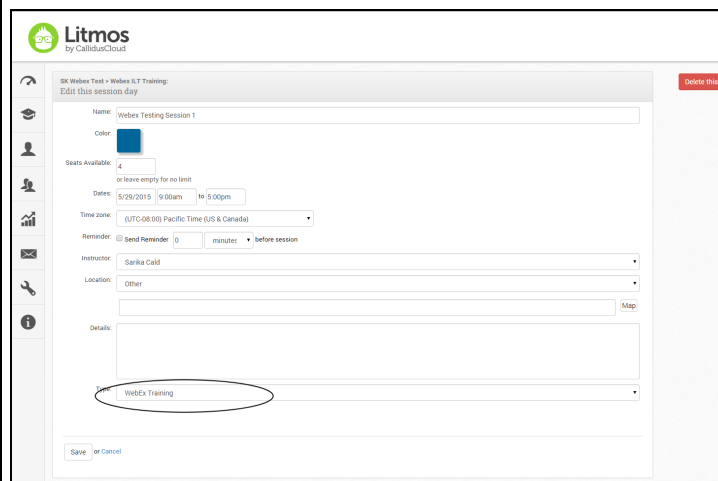 Litmos
by CallidusCloud
SK Webex Test > Webex ILT Training:
Edit this session day
Delete this
Name: Webex Testing Session 1
Color:
Seats Available: 4
or leave empty for no limit
Dates: 5/29/2015 9:00am to 5:00pm
Time zone: (UTC-08:00) Pacific Time (US & Canada)
Reminder: Send Reminder 0 minutes before session
Instructor: Sarika Cald
Location: Other
Map
Details:
Type: WebEx Training
Save or Cancel